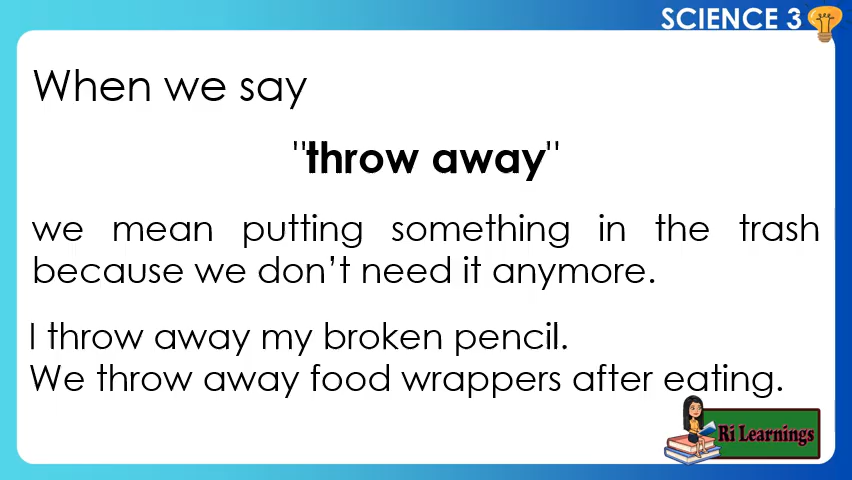 SCIENCE 3
When we say
"throw away"
we mean putting something in the trash
because we don't need it anymore.
I throw away my broken pencil.
We throw away food wrappers after eating.
Ri Learnings